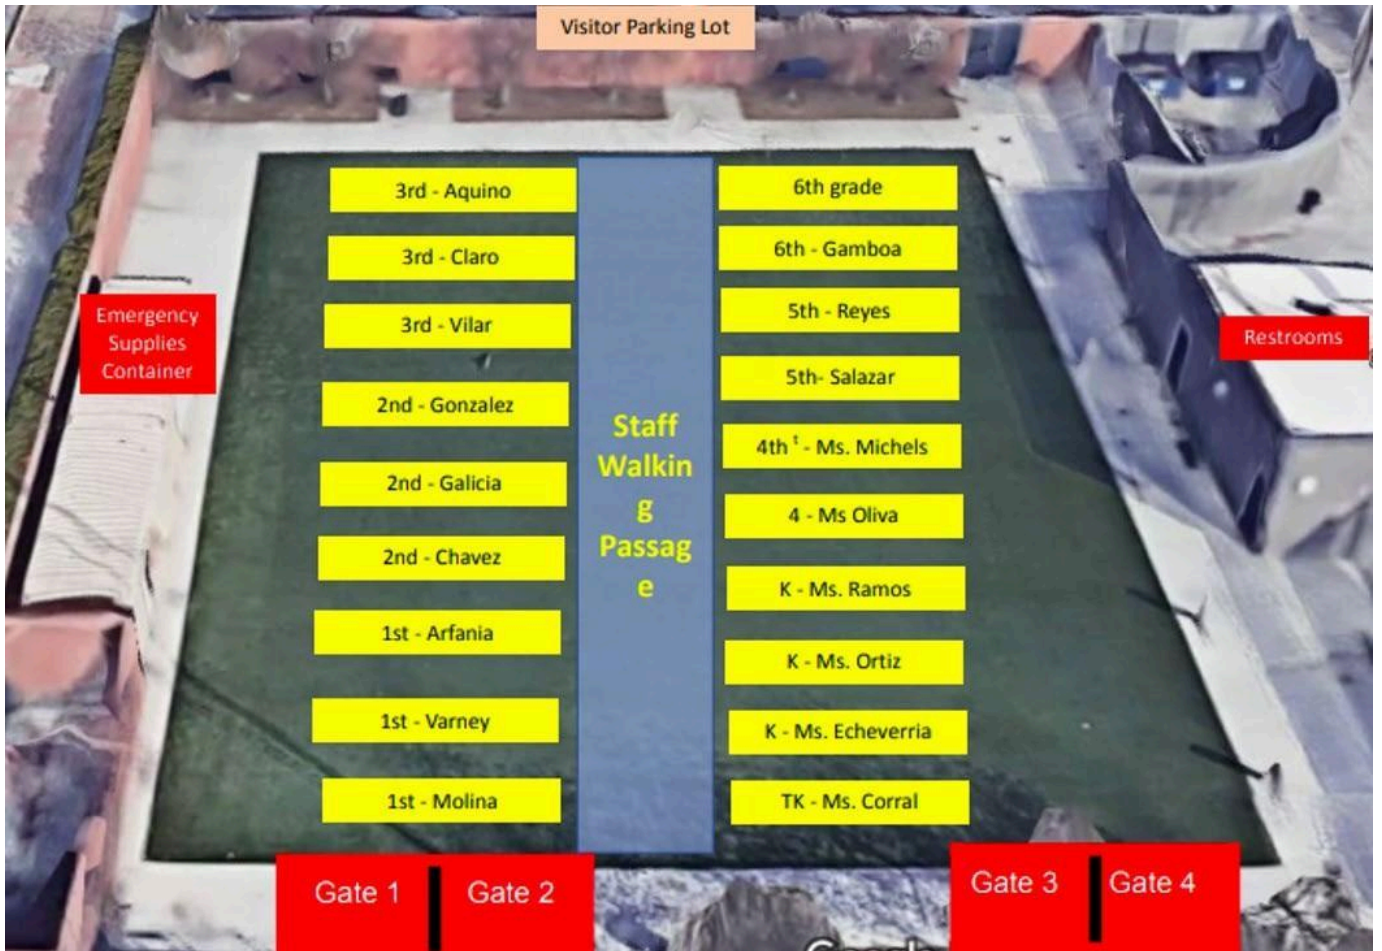 Visitor Parking Lot
3rd - Aquino
6th grade
3rd - Claro
6th - Gamboa
Emergency
Supplies
Container
3rd - Vilar
5th - Reyes
Restrooms
2nd - Gonzalez
5th- Salazar
Staff
Walkin
g
Passag
e
2nd - Galicia
4th t - Ms. Michels
2nd - Chavez
4 - Ms Oliva
1st - Arfania
K - Ms. Ramos
K - Ms. Ortiz
1st - Varney
K - Ms. Echeverria
1st - Molina
TK - Ms. Corral
Gate 1
Gate 2
Gate 3
Gate 4